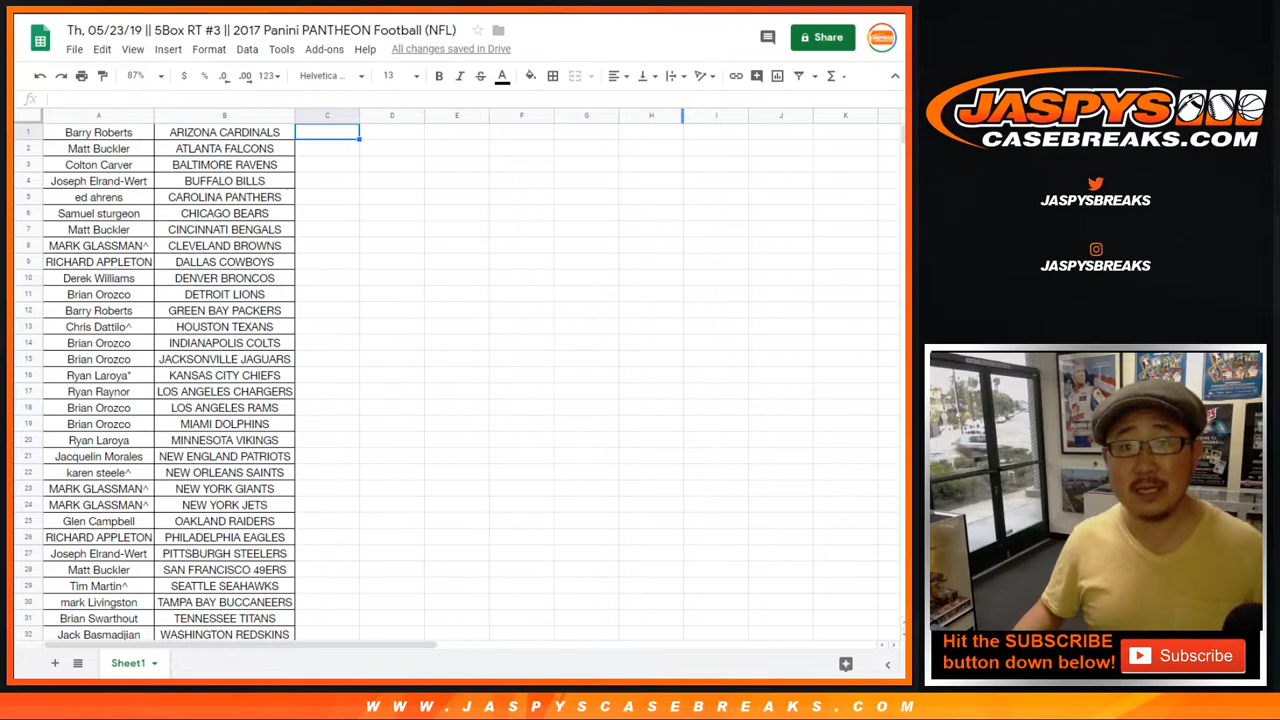 Th, 05/23/19 || 5Box RT #3 || 2017 Panini PANTHEON Football (NFL)
File Edit View Insert Format Data Tools Add-ons Help All changes saved in Drive
Share
87% $ % .0 .00 123 Helvetica ... 13 B I S A
fx
A B C D E F G H I J K
1 Barry Roberts ARIZONA CARDINALS
2 Matt Buckler ATLANTA FALCONS
3 Colton Carver BALTIMORE RAVENS
4 Joseph Elrand-Wert BUFFALO BILLS
5 ed ahrens CAROLINA PANTHERS
6 Samuel sturgeon CHICAGO BEARS
7 Matt Buckler CINCINNATI BENGALS
8 MARK GLASSMAN^ CLEVELAND BROWNS
9 RICHARD APPLETON DALLAS COWBOYS
10 Derek Williams DENVER BRONCOS
11 Brian Orozco DETROIT LIONS
12 Barry Roberts GREEN BAY PACKERS
13 Chris Dattilo^ HOUSTON TEXANS
14 Brian Orozco INDIANAPOLIS COLTS
15 Brian Orozco JACKSONVILLE JAGUARS
16 Ryan Laroya* KANSAS CITY CHIEFS
17 Ryan Raynor LOS ANGELES CHARGERS
18 Brian Orozco LOS ANGELES RAMS
19 Brian Orozco MIAMI DOLPHINS
20 Ryan Laroya MINNESOTA VIKINGS
21 Jacquelin Morales NEW ENGLAND PATRIOTS
22 karen steele^ NEW ORLEANS SAINTS
23 MARK GLASSMAN^ NEW YORK GIANTS
24 MARK GLASSMAN^ NEW YORK JETS
25 Glen Campbell OAKLAND RAIDERS
26 RICHARD APPLETON PHILADELPHIA EAGLES
27 Joseph Elrand-Wert PITTSBURGH STEELERS
28 Matt Buckler SAN FRANCISCO 49ERS
29 Tim Martin^ SEATTLE SEAHAWKS
30 mark Livingston TAMPA BAY BUCCANEERS
31 Brian Swarthout TENNESSEE TITANS
32 Jack Basmadjian WASHINGTON REDSKINS
Sheet1
JASPYS
CASEBREAKS.COM
JASPYSBREAKS
JASPYSBREAKS
Hit the SUBSCRIBE
button down below!
Subscribe
WWW.JASPYSCASEBREAKS.COM